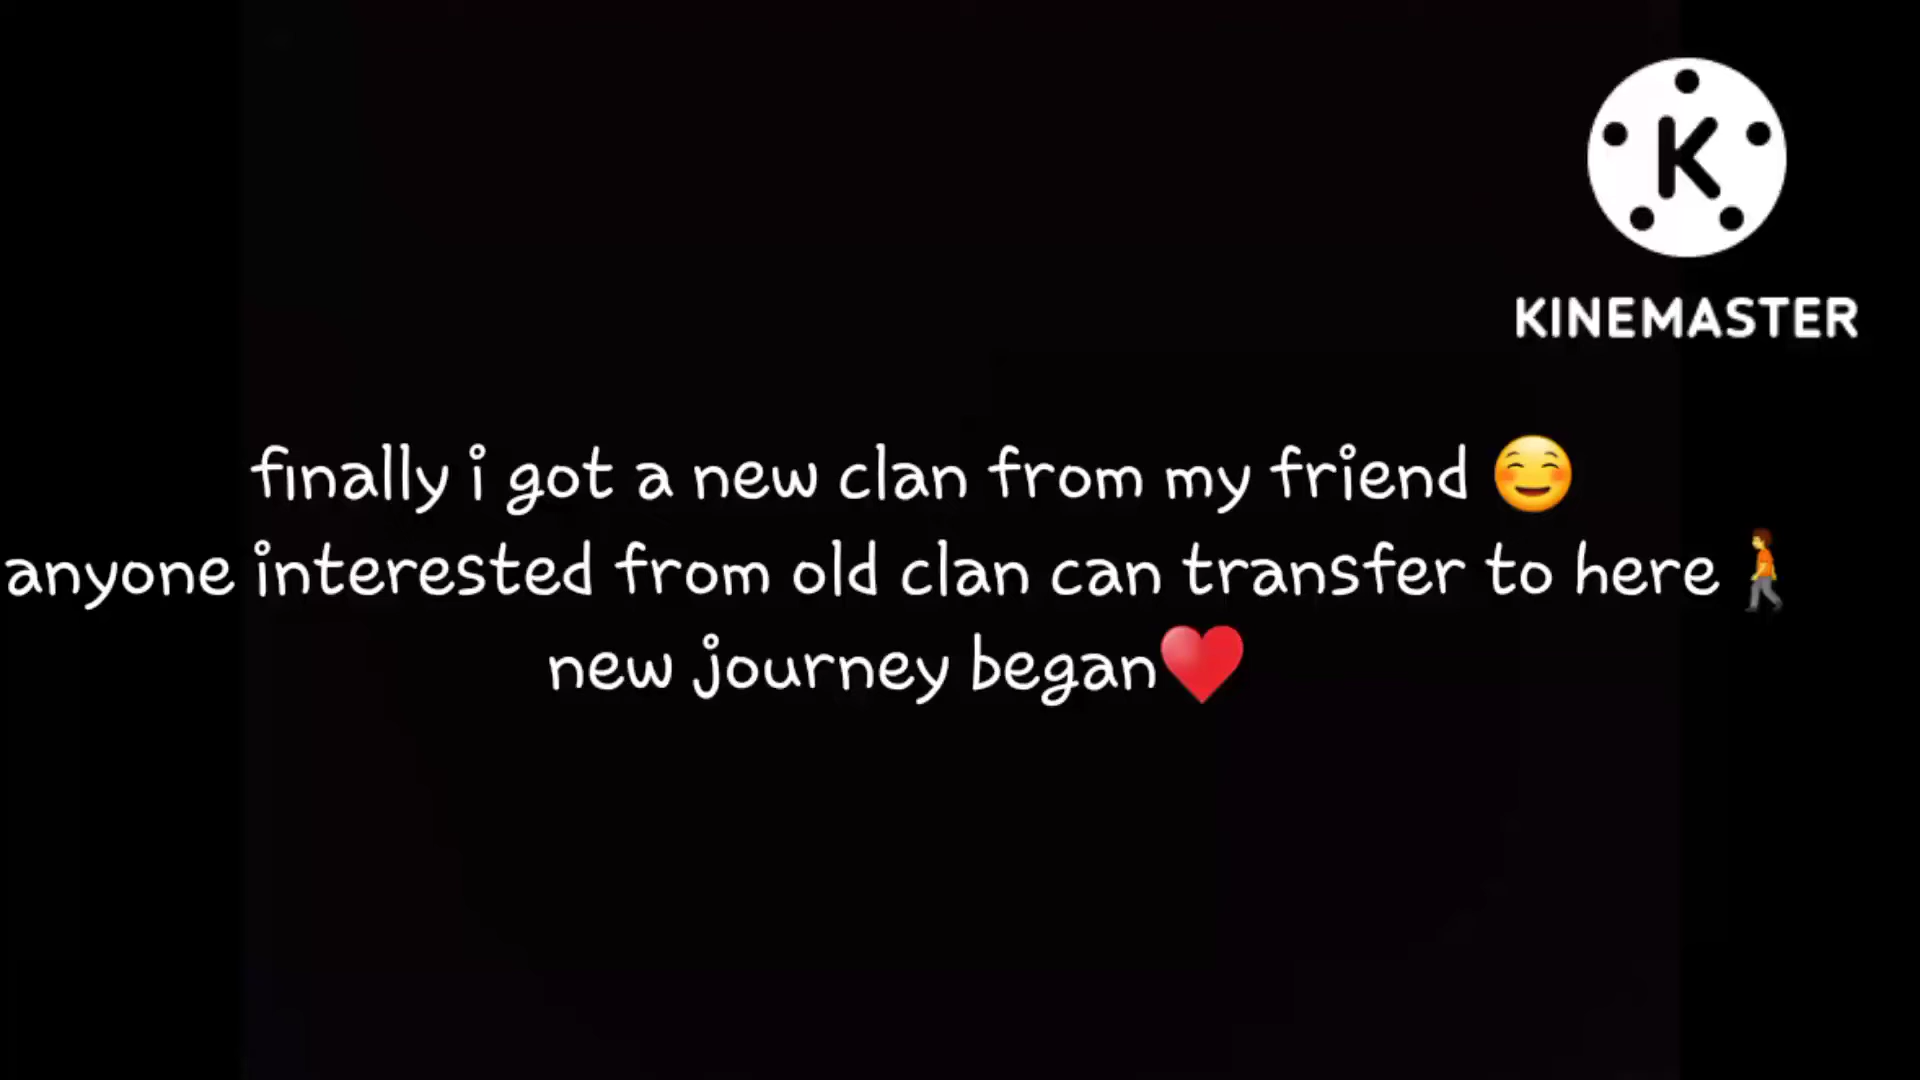 K
KINEMASTER
finally i got a new clan from my friend ☺️
anyone interested from old clan can transfer to here 🚶
new journey began♥️